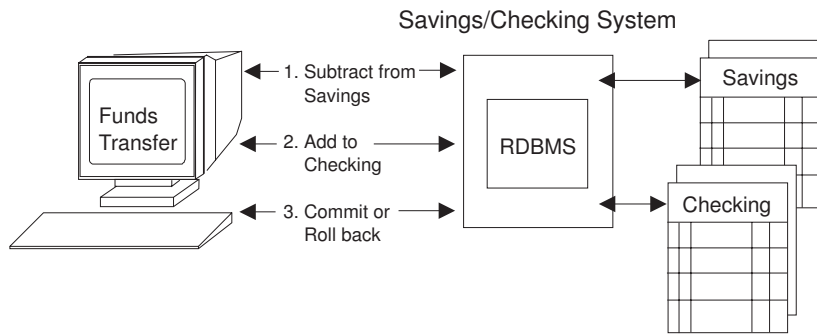 Savings/Checking System
Funds
Transfer
1. Subtract from
Savings
2. Add to
Checking
3. Commit or
Roll back
RDBMS
Savings
Checking